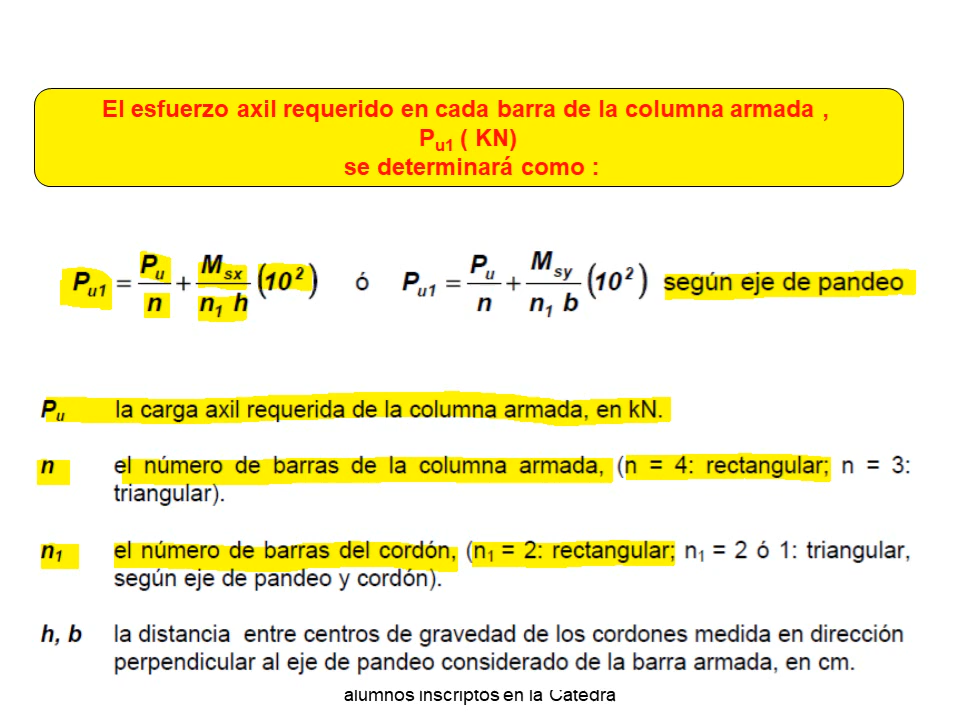 El esfuerzo axil requerido en cada barra de la columna armada ,
Pu1 ( KN)
se determinará como :
Pu1 = Pu/n + Msx/(n1 h) (10²) ó Pu1 = Pu/n + Msy/(n1 b) (10²) según eje de pandeo
Pu la carga axil requerida de la columna armada, en kN.
n el número de barras de la columna armada, (n = 4: rectangular; n = 3:
triangular).
n1 el número de barras del cordón, (n1 = 2: rectangular; n1 = 2 ó 1: triangular,
según eje de pandeo y cordón).
h, b la distancia entre centros de gravedad de los cordones medida en dirección
perpendicular al eje de pandeo considerado de la barra armada, en cm.
alumnos inscriptos en la Catedra